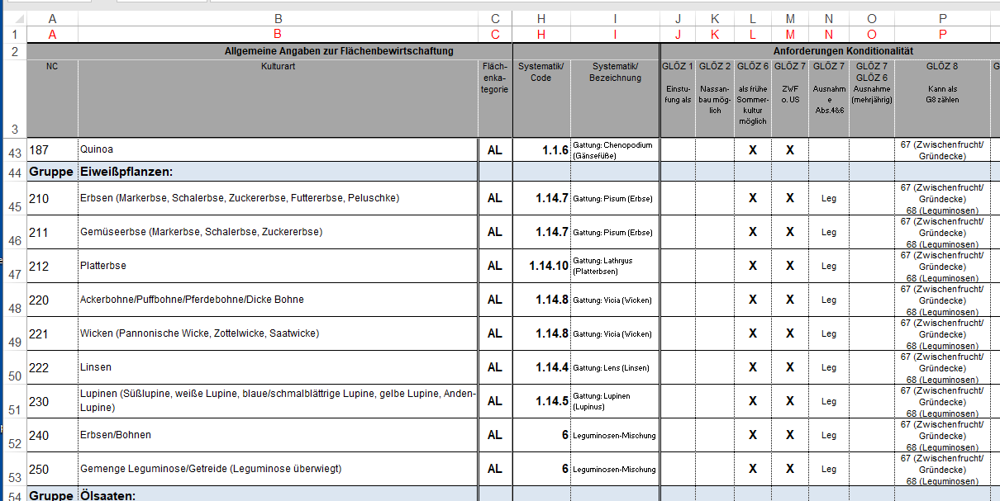 A B C H I J K L M N O P
1 A B C H I J K L M N O P
2 Allgemeine Angaben zur Flächenbewirtschaftung Anforderungen Konditionalität
NC Kulturart Fläch- Systematik/ Systematik/ GLÖZ 1 GLÖZ 2 GLÖZ 6 GLÖZ 7 GLÖZ 7 GLÖZ 7 GLÖZ 8 G
enka- Code Bezeichnung GLÖZ 6
tegorie Einstu- Nassan- als frühe ZWF Ausnahm Ausnahme Kann als
fung als bau mög- Sommer- o. US e (mehrjährig) G8 zählen
lich kultur Abs.4&6
möglich
3
43 187 Quinoa AL 1.1.6 Gattung: Chenopodium X X 67 (Zwischenfrucht/
(Gänsefüße) Gründecke)
44 Gruppe Eiweißpflanzen:
45 210 Erbsen (Markerbse, Schalerbse, Zuckererbse, Futtererbse, Peluschke) AL 1.14.7 Gattung: Pisum (Erbse) X X Leg 67 (Zwischenfrucht/
Gründecke)
68 (Leguminosen)
46 211 Gemüseerbse (Markerbse, Schalerbse, Zuckererbse) AL 1.14.7 Gattung: Pisum (Erbse) X X Leg 67 (Zwischenfrucht/
Gründecke)
68 (Leguminosen)
47 212 Platterbse AL 1.14.10 Gattung: Lathryus X X Leg 67 (Zwischenfrucht/
(Platterbsen) Gründecke)
68 (Leguminosen)
48 220 Ackerbohne/Puffbohne/Pferdebohne/Dicke Bohne AL 1.14.8 Gattung: Vicia (Wicken) X X Leg 67 (Zwischenfrucht/
Gründecke)
68 (Leguminosen)
49 221 Wicken (Pannonische Wicke, Zottelwicke, Saatwicke) AL 1.14.8 Gattung: Vicia (Wicken) X X Leg 67 (Zwischenfrucht/
Gründecke)
68 (Leguminosen)
50 222 Linsen AL 1.14.4 Gattung: Lens (Linsen) X X Leg 67 (Zwischenfrucht/
Gründecke)
68 (Leguminosen)
51 230 Lupinen (Süßlupine, weiße Lupine, blaue/schmalblättrige Lupine, gelbe Lupine, Anden- AL 1.14.5 Gattung: Lupinen X X Leg 67 (Zwischenfrucht/
Lupine) (Lupinus) Gründecke)
68 (Leguminosen)
52 240 Erbsen/Bohnen AL 6 Leguminosen-Mischung X X Leg 67 (Zwischenfrucht/
Gründecke)
68 (Leguminosen)
53 250 Gemenge Leguminose/Getreide (Leguminose überwiegt) AL 6 Leguminosen-Mischung X X Leg 67 (Zwischenfrucht/
Gründecke)
68 (Leguminosen)
54 Gruppe Ölsaaten: